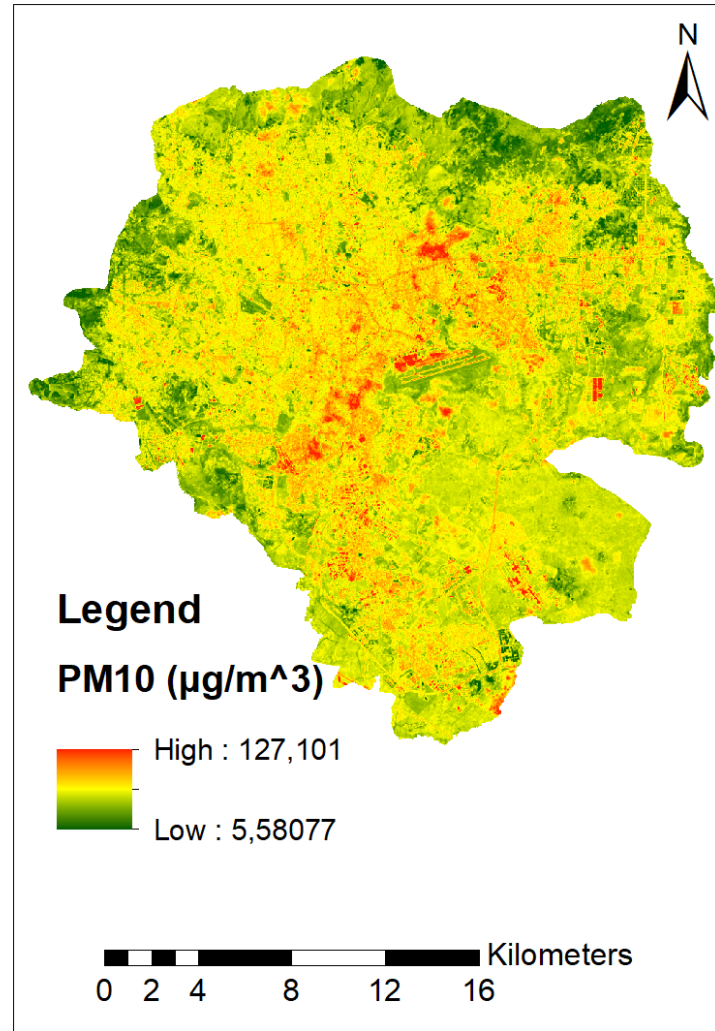 N
Legend
PM10 (µg/m^3)
High : 127,101
Low : 5,58077
Kilometers
0 2 4 8 12 16